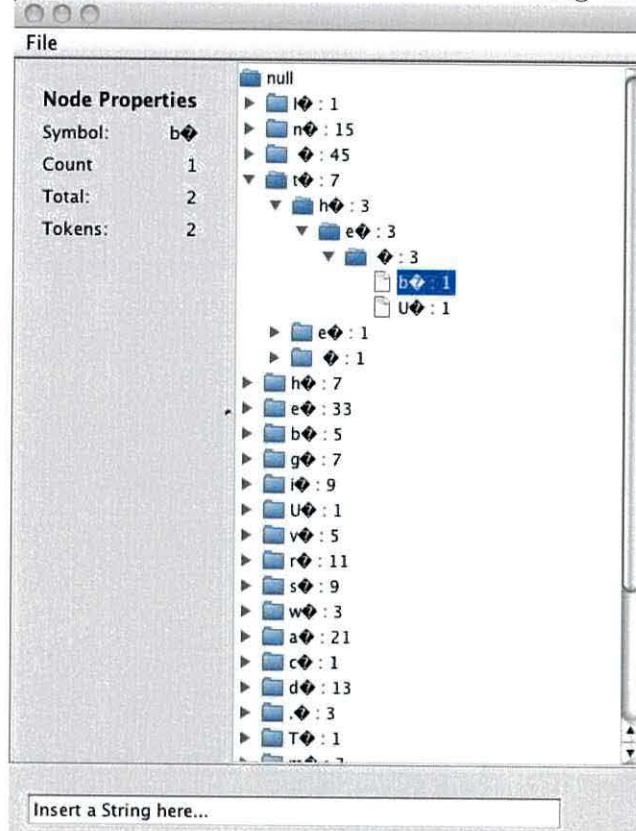 File
Node Properties
Symbol: b�
Count 1
Total: 2
Tokens: 2
null
l� : 1
n� : 15
� : 45
t� : 7
h� : 3
e� : 3
� : 3
b� : 1
U� : 1
e� : 1
� : 1
h� : 7
e� : 33
b� : 5
g� : 7
i� : 9
U� : 1
v� : 5
r� : 11
s� : 9
w� : 3
a� : 21
c� : 1
d� : 13
.� : 3
T� : 1
Insert a String here...